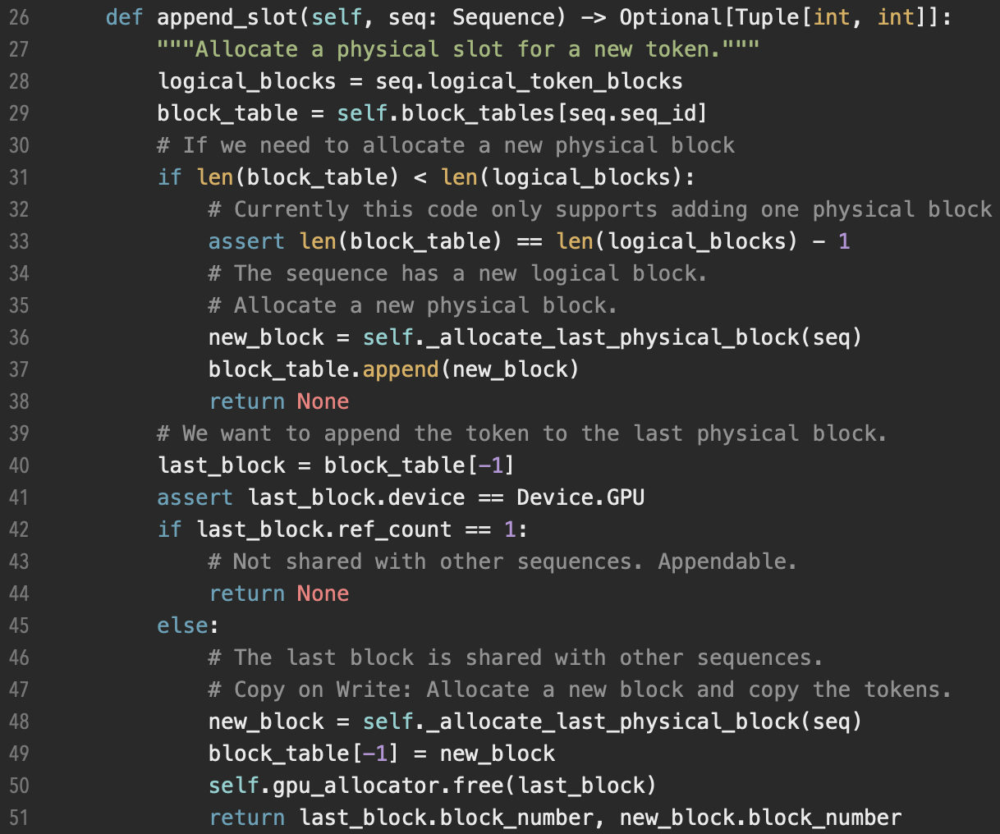 26 def append_slot(self, seq: Sequence) -> Optional[Tuple[int, int]]:
27 """Allocate a physical slot for a new token."""
28 logical_blocks = seq.logical_token_blocks
29 block_table = self.block_tables[seq.seq_id]
30 # If we need to allocate a new physical block
31 if len(block_table) < len(logical_blocks):
32 # Currently this code only supports adding one physical block
33 assert len(block_table) == len(logical_blocks) - 1
34 # The sequence has a new logical block.
35 # Allocate a new physical block.
36 new_block = self._allocate_last_physical_block(seq)
37 block_table.append(new_block)
38 return None
39 # We want to append the token to the last physical block.
40 last_block = block_table[-1]
41 assert last_block.device == Device.GPU
42 if last_block.ref_count == 1:
43 # Not shared with other sequences. Appendable.
44 return None
45 else:
46 # The last block is shared with other sequences.
47 # Copy on Write: Allocate a new block and copy the tokens.
48 new_block = self._allocate_last_physical_block(seq)
49 block_table[-1] = new_block
50 self.gpu_allocator.free(last_block)
51 return last_block.block_number, new_block.block_number